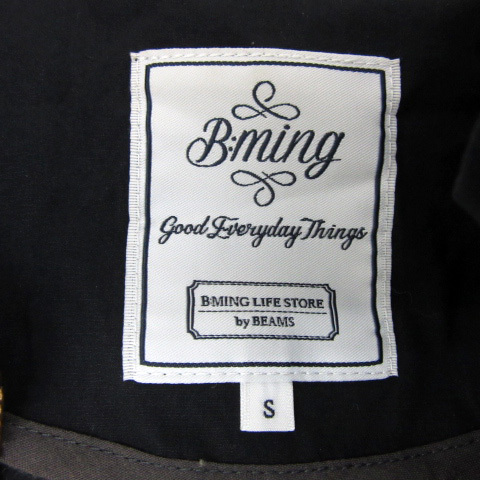 B:ming
Good Everyday Things
B:MING LIFE STORE
by BEAMS
S